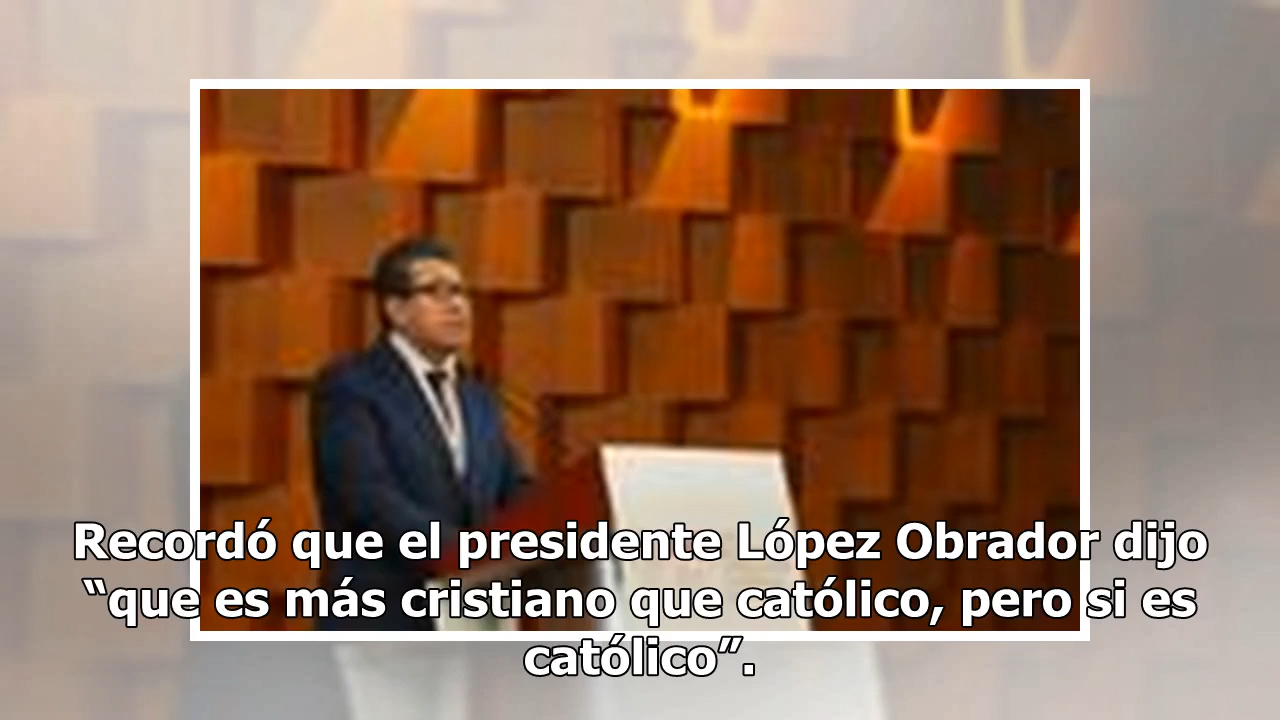 Recordó que el presidente López Obrador dijo
“que es más cristiano que católico, pero si es
católico”.